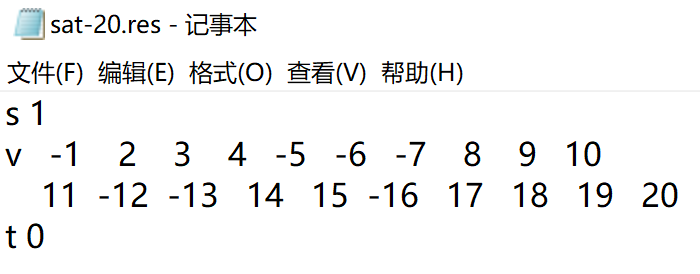 sat-20.res - 记事本
文件(F) 编辑(E) 格式(O) 查看(V) 帮助(H)
s 1
v -1 2 3 4 -5 -6 -7 8 9 10
11 -12 -13 14 15 -16 17 18 19 20
t 0